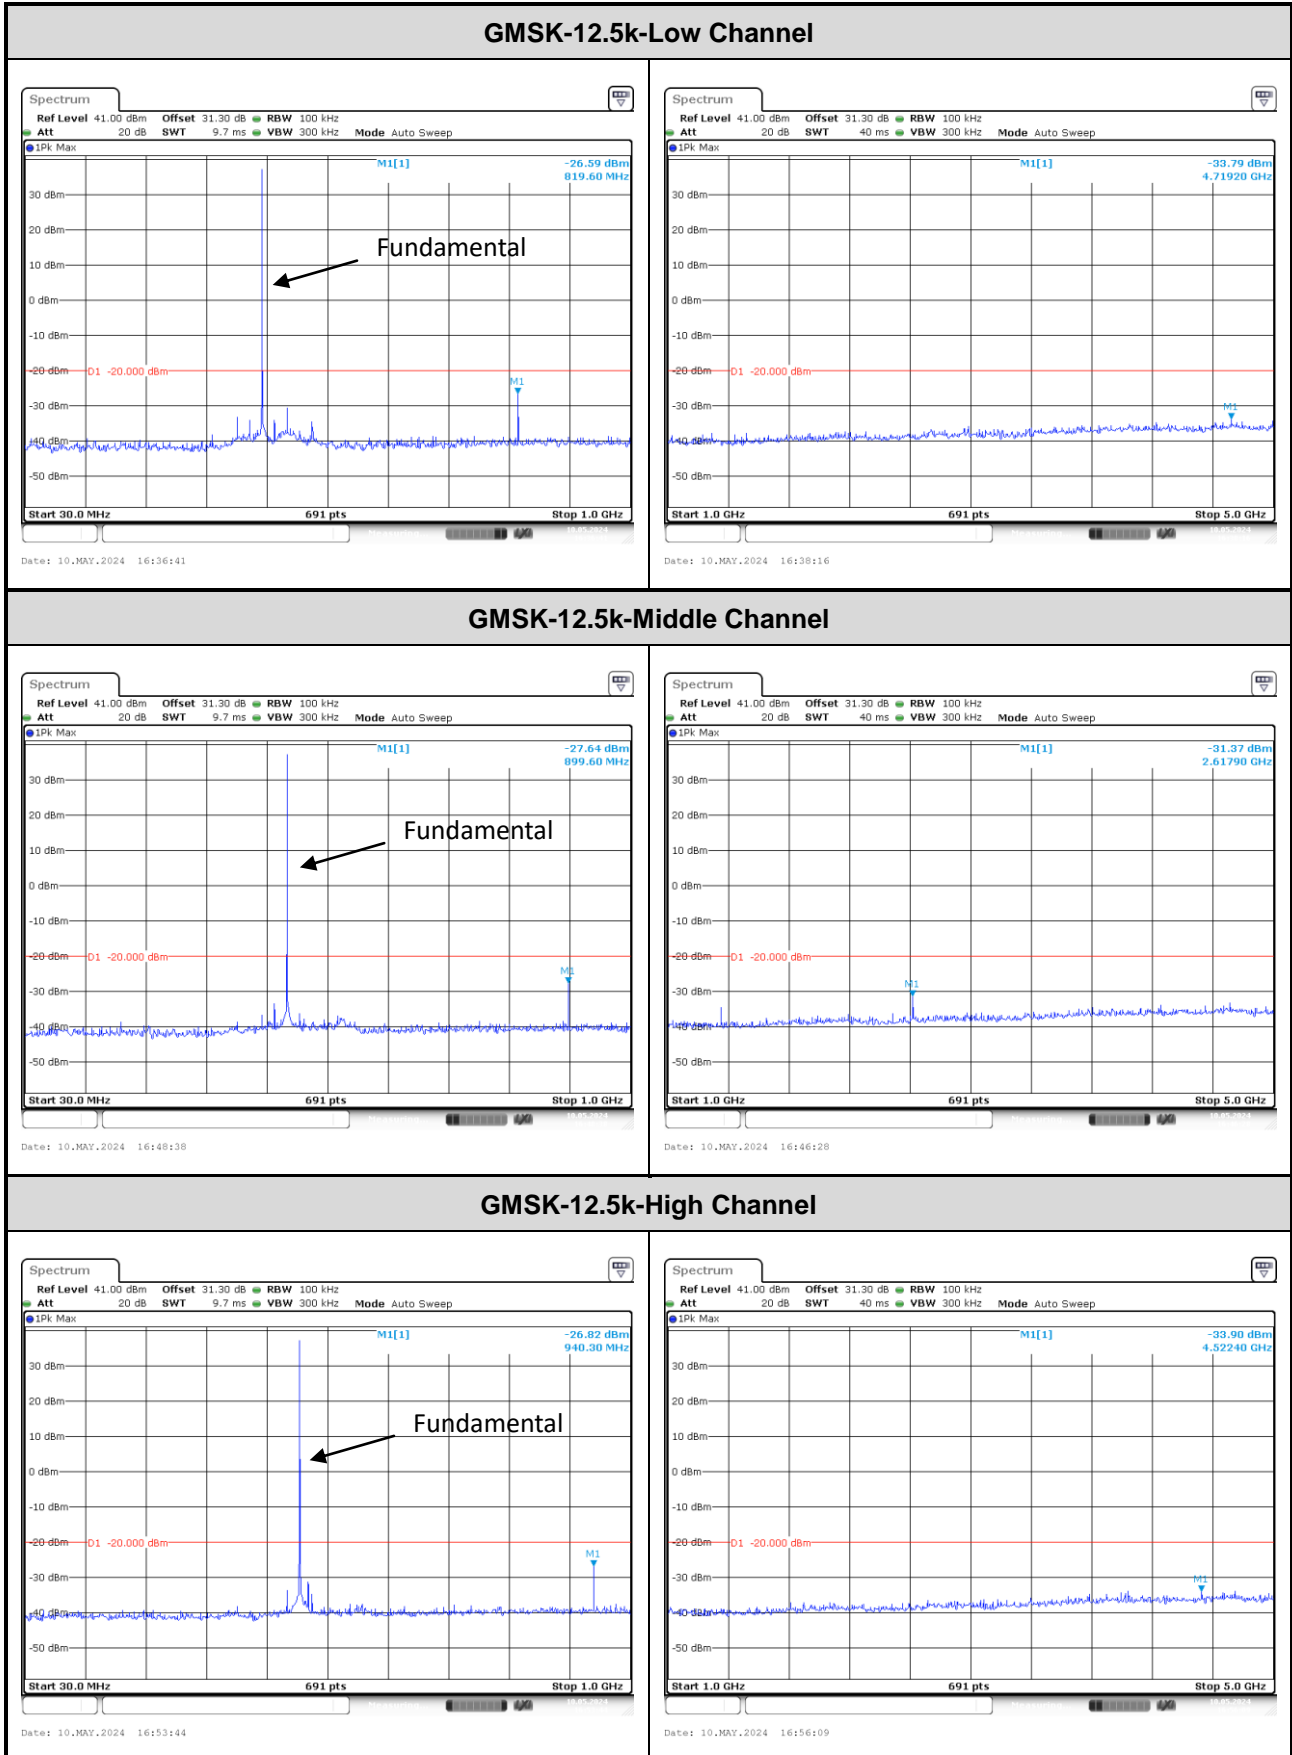 GMSK-12.5k-Low Channel
Spectrum
Ref Level 41.00 dBm Offset 31.30 dB RBW 100 kHz
Att 20 dB SWT 9.7 ms VBW 300 kHz Mode Auto Sweep
1Pk Max
M1[1] -26.59 dBm
819.60 MHz
30 dBm
20 dBm
Fundamental
10 dBm
0 dBm
-10 dBm
-20 dBm D1 -20.000 dBm
M1
-30 dBm
-40 dBm
-50 dBm
Start 30.0 MHz 691 pts Stop 1.0 GHz
Date: 10.MAY.2024 16:36:41
Spectrum
Ref Level 41.00 dBm Offset 31.30 dB RBW 100 kHz
Att 20 dB SWT 40 ms VBW 300 kHz Mode Auto Sweep
1Pk Max
M1[1] -33.79 dBm
4.71920 GHz
30 dBm
20 dBm
10 dBm
0 dBm
-10 dBm
-20 dBm D1 -20.000 dBm
-30 dBm
M1
-40 dBm
-50 dBm
Start 1.0 GHz 691 pts Stop 5.0 GHz
Date: 10.MAY.2024 16:38:16
GMSK-12.5k-Middle Channel
Spectrum
Ref Level 41.00 dBm Offset 31.30 dB RBW 100 kHz
Att 20 dB SWT 9.7 ms VBW 300 kHz Mode Auto Sweep
1Pk Max
M1[1] -27.64 dBm
899.60 MHz
30 dBm
20 dBm
Fundamental
10 dBm
0 dBm
-10 dBm
-20 dBm D1 -20.000 dBm
M1
-30 dBm
-40 dBm
-50 dBm
Start 30.0 MHz 691 pts Stop 1.0 GHz
Date: 10.MAY.2024 16:48:38
Spectrum
Ref Level 41.00 dBm Offset 31.30 dB RBW 100 kHz
Att 20 dB SWT 40 ms VBW 300 kHz Mode Auto Sweep
1Pk Max
M1[1] -31.37 dBm
2.61790 GHz
30 dBm
20 dBm
10 dBm
0 dBm
-10 dBm
-20 dBm D1 -20.000 dBm
M1
-30 dBm
-40 dBm
-50 dBm
Start 1.0 GHz 691 pts Stop 5.0 GHz
Date: 10.MAY.2024 16:46:28
GMSK-12.5k-High Channel
Spectrum
Ref Level 41.00 dBm Offset 31.30 dB RBW 100 kHz
Att 20 dB SWT 9.7 ms VBW 300 kHz Mode Auto Sweep
1Pk Max
M1[1] -26.82 dBm
940.30 MHz
30 dBm
20 dBm
Fundamental
10 dBm
0 dBm
-10 dBm
-20 dBm D1 -20.000 dBm
M1
-30 dBm
-40 dBm
-50 dBm
Start 30.0 MHz 691 pts Stop 1.0 GHz
Date: 10.MAY.2024 16:53:44
Spectrum
Ref Level 41.00 dBm Offset 31.30 dB RBW 100 kHz
Att 20 dB SWT 40 ms VBW 300 kHz Mode Auto Sweep
1Pk Max
M1[1] -33.90 dBm
4.52240 GHz
30 dBm
20 dBm
10 dBm
0 dBm
-10 dBm
-20 dBm D1 -20.000 dBm
-30 dBm
M1
-40 dBm
-50 dBm
Start 1.0 GHz 691 pts Stop 5.0 GHz
Date: 10.MAY.2024 16:56:09